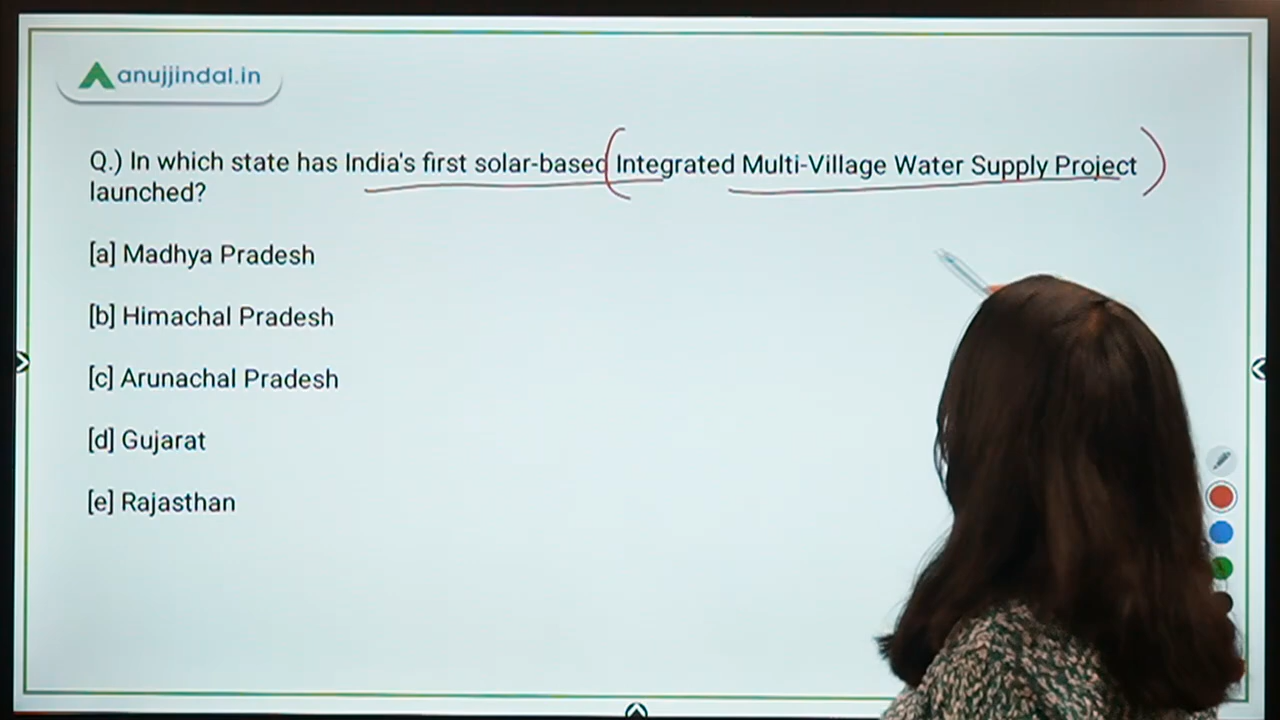 anujjindal.in
Q.) In which state has India's first solar-based Integrated Multi-Village Water Supply Project
launched?
[a] Madhya Pradesh
[b] Himachal Pradesh
[c] Arunachal Pradesh
[d] Gujarat
[e] Rajasthan